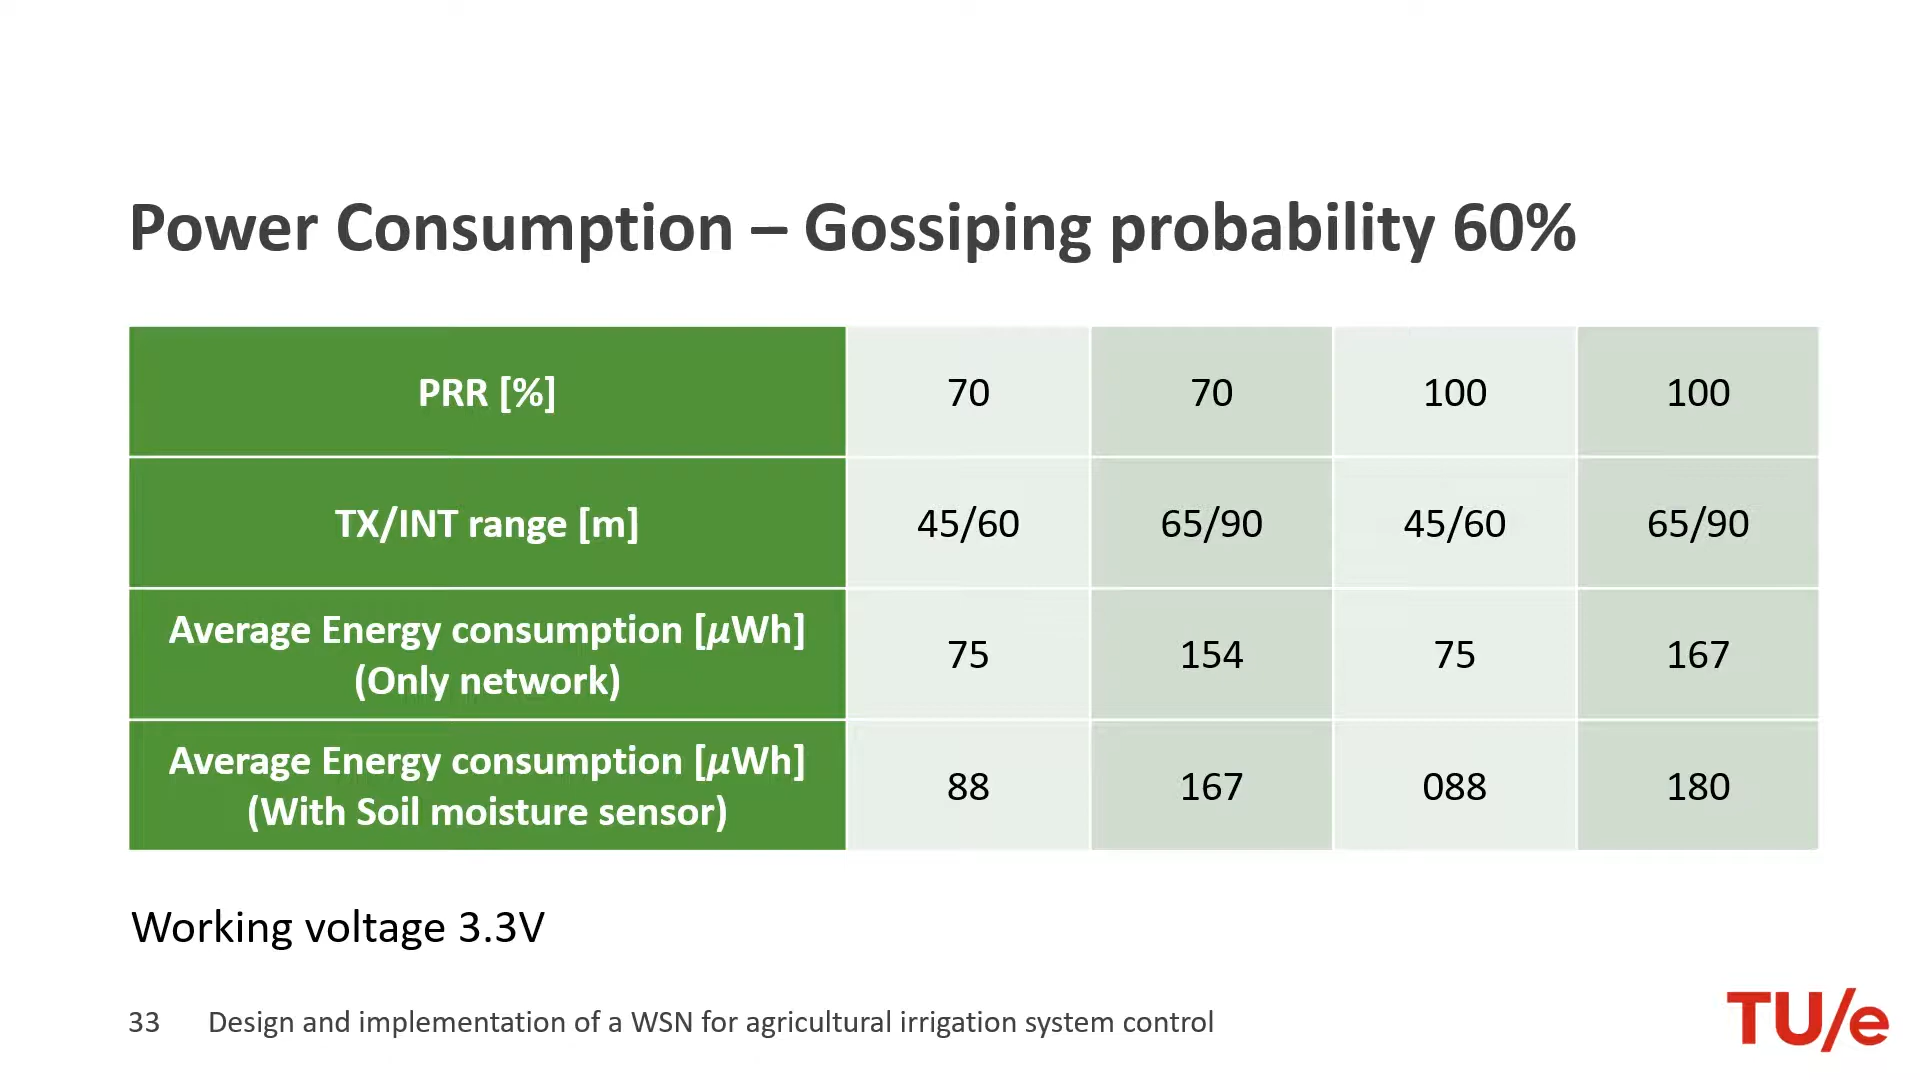 Power Consumption – Gossiping probability 60%
PRR [%] 70 70 100 100
TX/INT range [m] 45/60 65/90 45/60 65/90
Average Energy consumption [μWh]
(Only network) 75 154 75 167
Average Energy consumption [μWh]
(With Soil moisture sensor) 88 167 088 180
Working voltage 3.3V
33 Design and implementation of a WSN for agricultural irrigation system control
TU/e